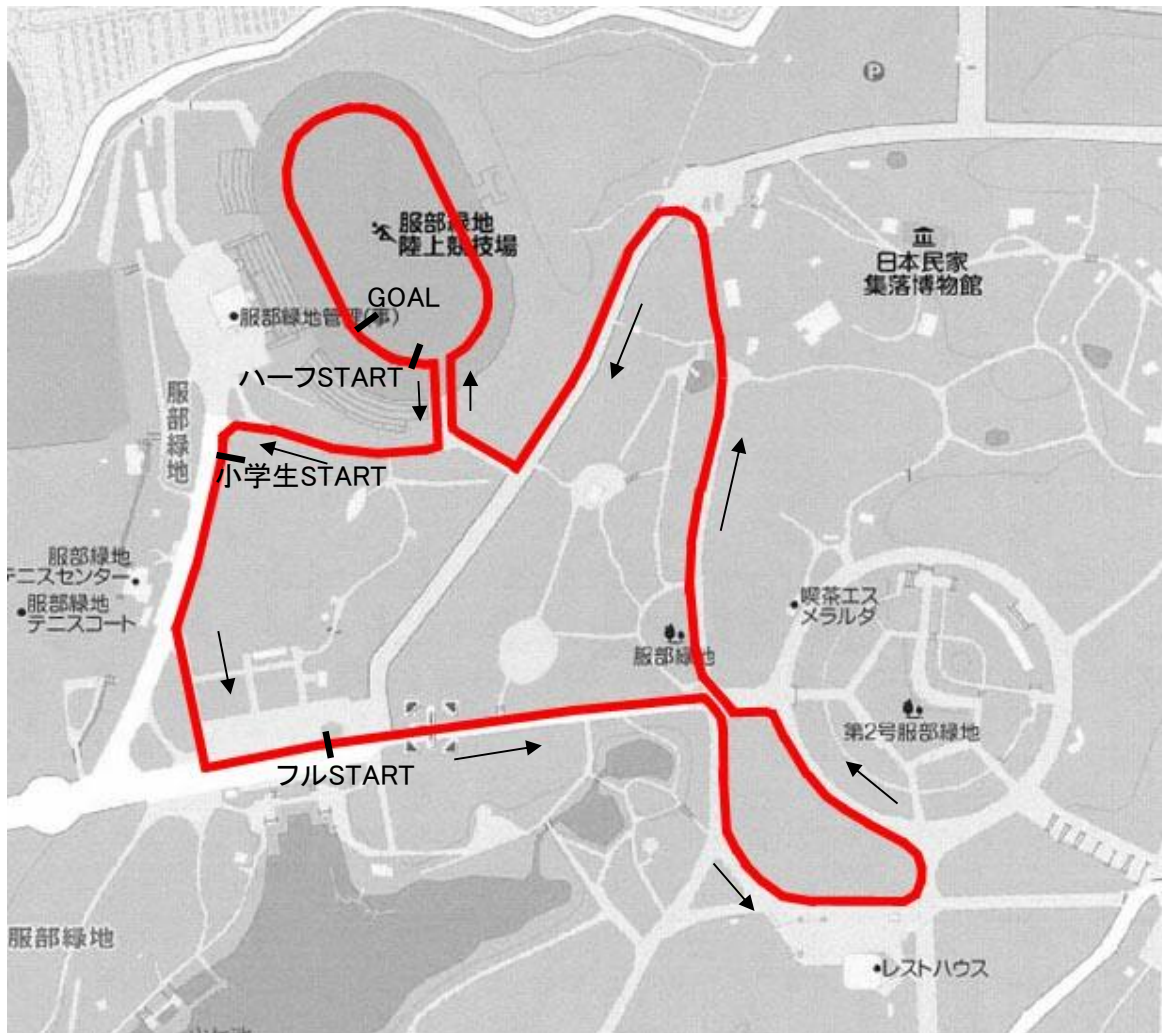 P
服部緑地
陸上競技場
日本民家
集落博物館
GOAL
服部緑地管理(事)
ハーフSTART
服部緑地
小学生START
服部緑地
テニスセンター
服部緑地
テニスコート
喫茶エス
メラルダ
服部緑地
第2号服部緑地
フルSTART
服部緑地
レストハウス